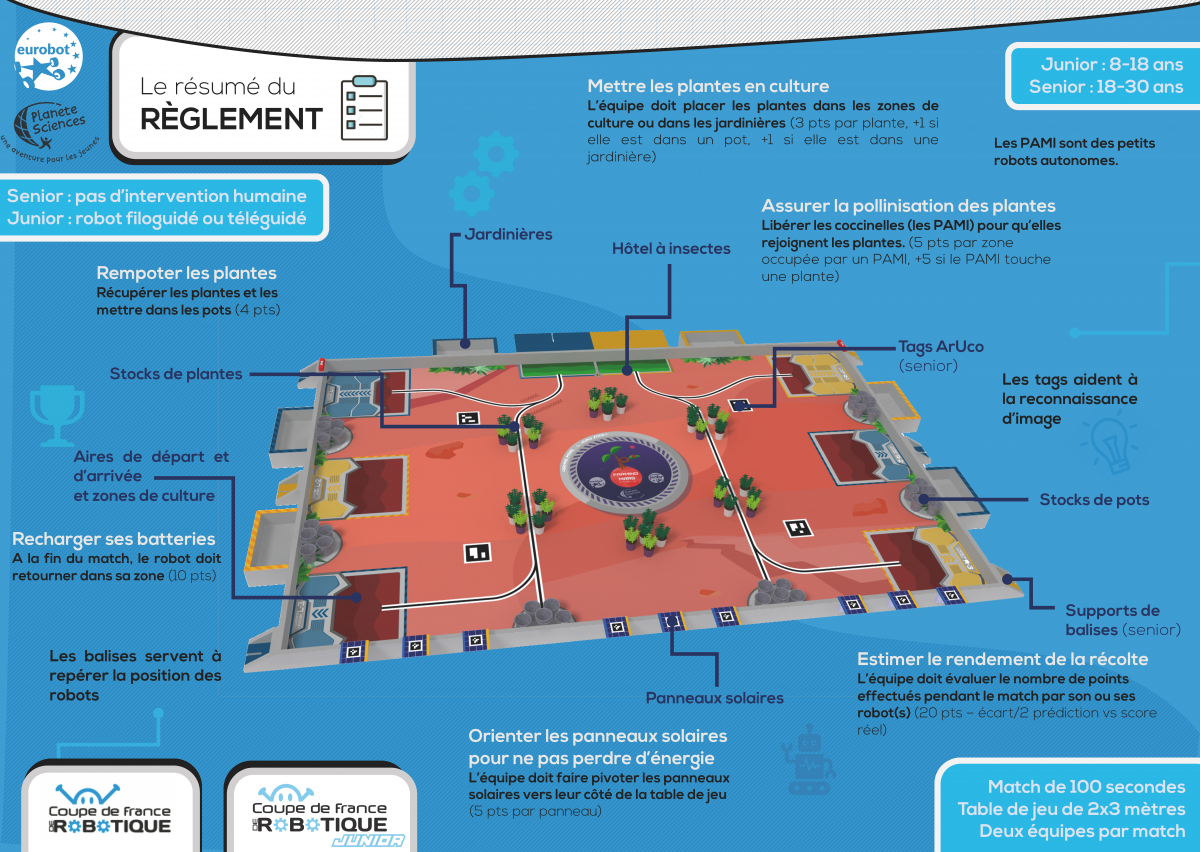 eurobot
Planète
Sciences
une aventure pour les jeunes
Le résumé du
RÈGLEMENT
Junior : 8-18 ans
Senior : 18-30 ans
Mettre les plantes en culture
L'équipe doit placer les plantes dans les zones de
culture ou dans les jardinières (3 pts par plante, +1 si
elle est dans un pot, +1 si elle est dans une
jardinière)
Les PAMI sont des petits
robots autonomes.
Senior : pas d'intervention humaine
Junior : robot filoguidé ou téléguidé
Assurer la pollinisation des plantes
Libérer les coccinelles (les PAMI) pour qu'elles
rejoignent les plantes. (5 pts par zone
occupée par un PAMI, +5 si le PAMI touche
une plante)
Jardinières
Hôtel à insectes
Rempoter les plantes
Récupérer les plantes et les
mettre dans les pots (4 pts)
Tags ArUco
(senior)
Stocks de plantes
Les tags aident à
la reconnaissance
d'image
Aires de départ et
d'arrivée
et zones de culture
FARMING
MARS
Stocks de pots
Recharger ses batteries
A la fin du match, le robot doit
retourner dans sa zone (10 pts)
Supports de
balises (senior)
Les balises servent à
repérer la position des
robots
Panneaux solaires
Estimer le rendement de la récolte
L'équipe doit évaluer le nombre de points
effectués pendant le match par son ou ses
robot(s) (20 pts – écart/2 prédiction vs score
réel)
Orienter les panneaux solaires
pour ne pas perdre d'énergie
L'équipe doit faire pivoter les panneaux
solaires vers leur côté de la table de jeu
(5 pts par panneau)
Coupe de france
DE ROBOTIQUE
Coupe de france
DE ROBOTIQUE
JUNIOR
Match de 100 secondes
Table de jeu de 2x3 mètres
Deux équipes par match